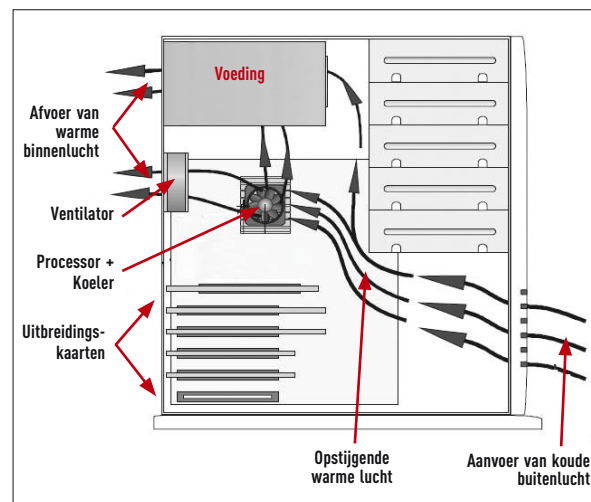 Voeding
Afvoer van
warme
binnenlucht
Ventilator
Processor +
Koeler
Uitbreidings-
kaarten
Opstijgende
warme lucht
Aanvoer van koude
buitenlucht